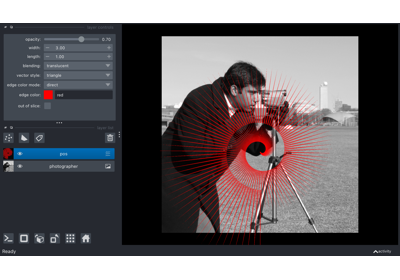 opacity:
0.70
width:
3.00
length:
1.00
blending:
translucent
vector style:
triangle
edge color mode:
direct
edge color:
red
out of slice:
pos
photographer
Ready
activity